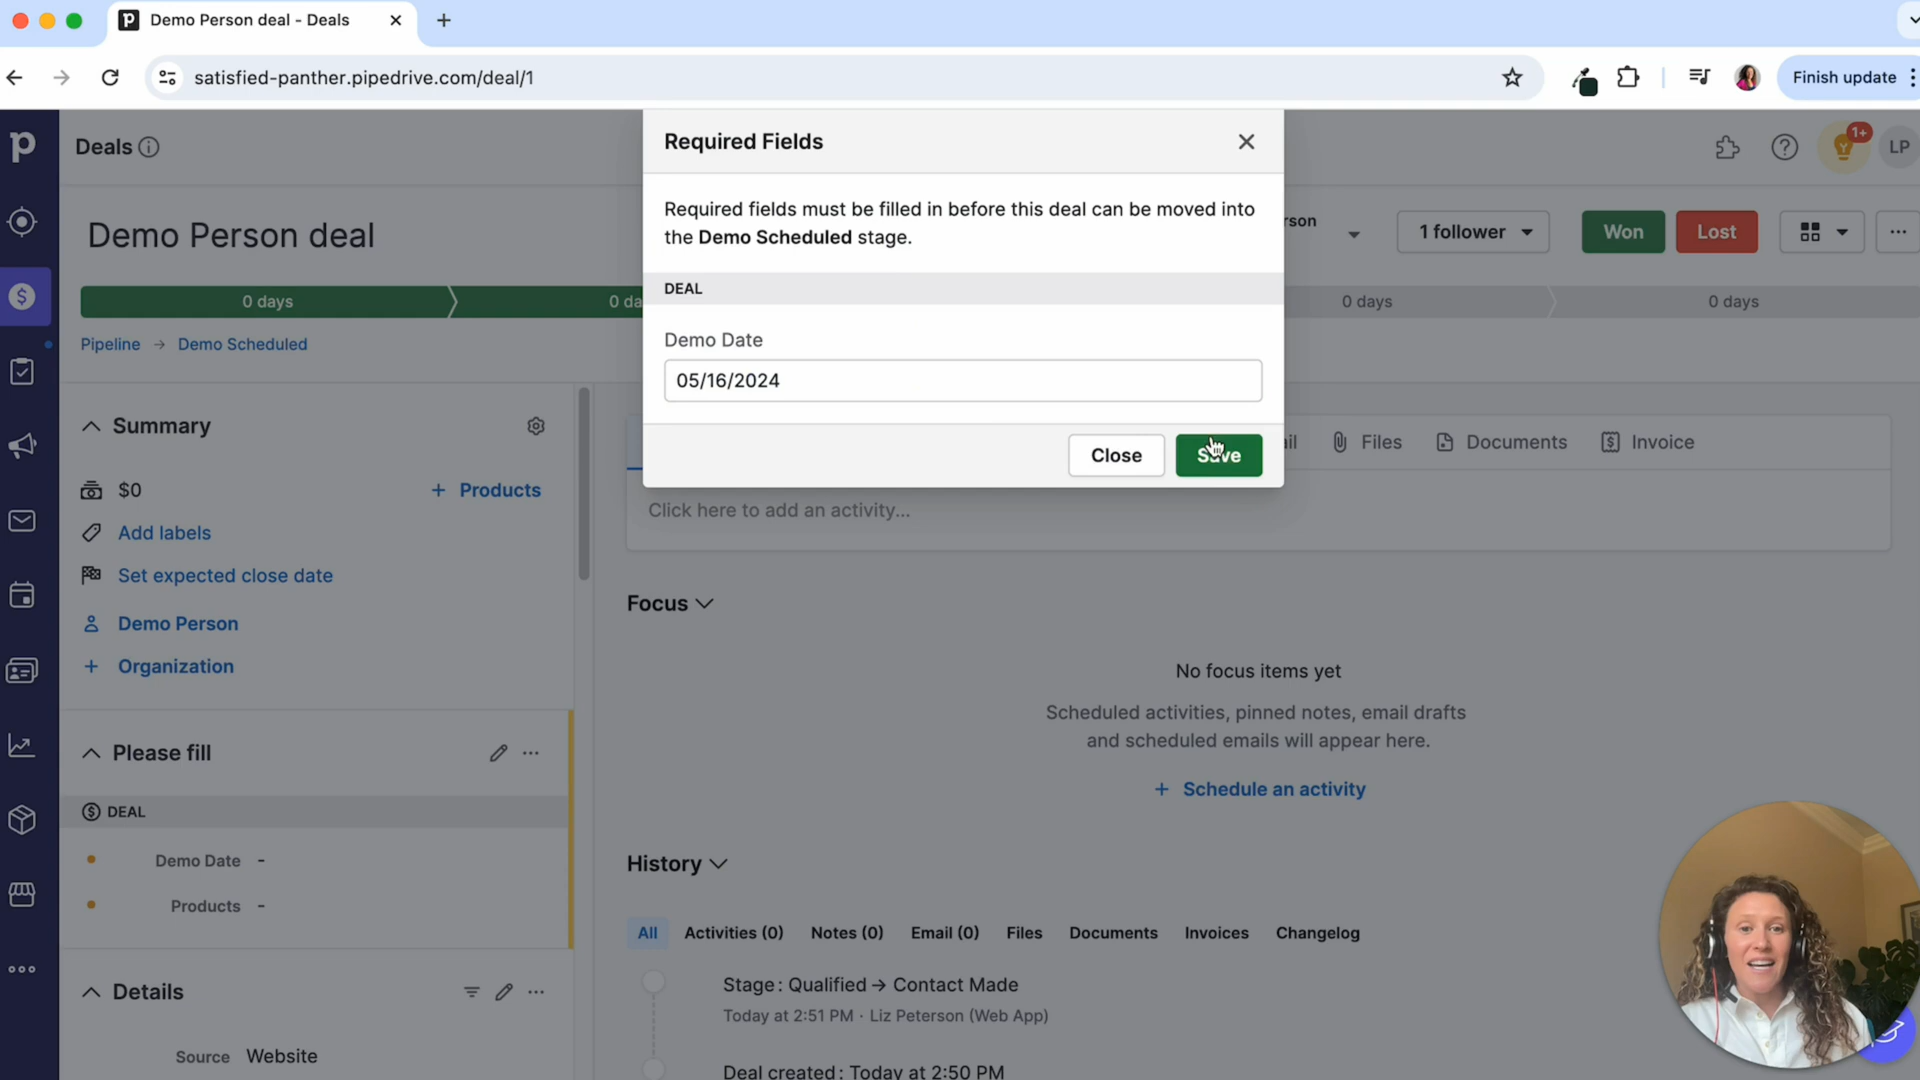 Demo Person deal - Deals
satisfied-panther.pipedrive.com/deal/1
Finish update
Deals
1+
LP
Demo Person deal
1 follower
Won
Lost
0 days
0 da
0 days
0 days
Pipeline → Demo Scheduled
Required Fields
Required fields must be filled in before this deal can be moved into
the Demo Scheduled stage.
DEAL
Demo Date
05/16/2024
Close
Save
Files
Documents
Invoice
Click here to add an activity...
Summary
$0
+ Products
Add labels
Set expected close date
Demo Person
+ Organization
Please fill
DEAL
Demo Date -
Products -
Details
Source Website
Focus
No focus items yet
Scheduled activities, pinned notes, email drafts
and scheduled emails will appear here.
+ Schedule an activity
History
All
Activities (0)
Notes (0)
Email (0)
Files
Documents
Invoices
Changelog
Stage: Qualified → Contact Made
Today at 2:51 PM · Liz Peterson (Web App)
Deal created: Today at 2:50 PM